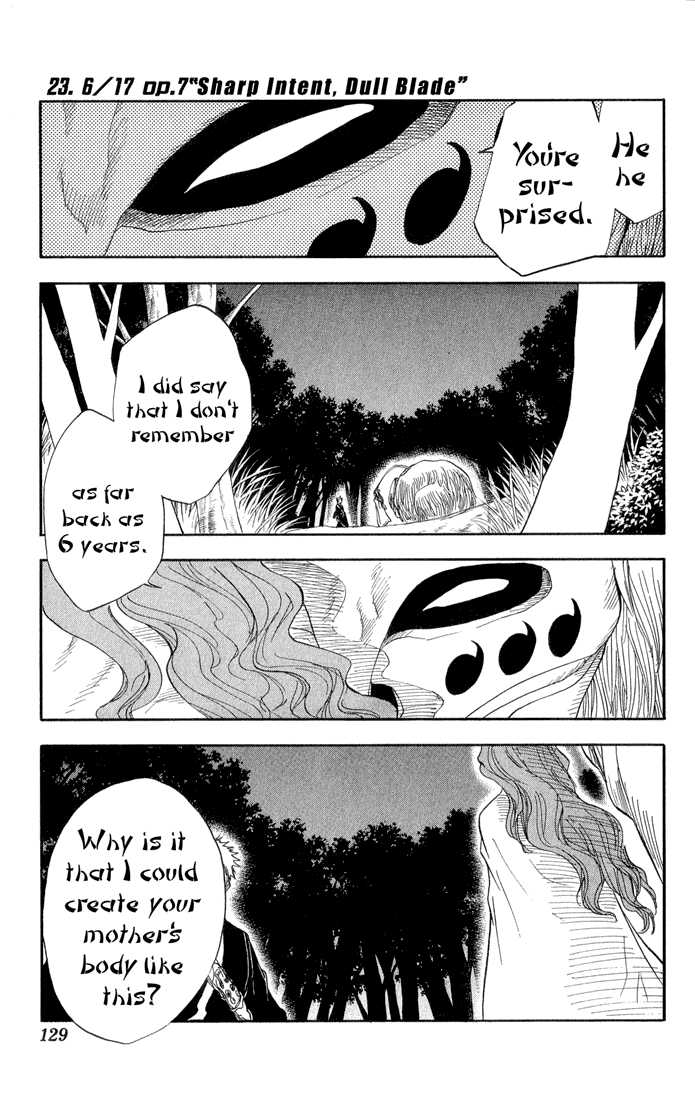 23. 6/17 op.7 "Sharp Intent, Dull Blade"
He
he
You're
sur-
prised.
I did say
that I don't
remember
as far
back as
6 years.
Why is it
that I could
create your
mother's
body like
this?
129